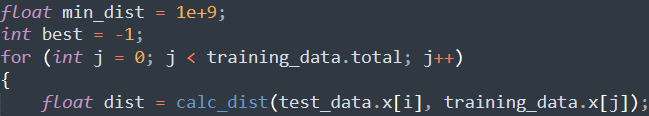 float min_dist = 1e+9;
int best = -1;
for (int j = 0; j < training_data.total; j++)
{
    float dist = calc_dist(test_data.x[i], training_data.x[j]);